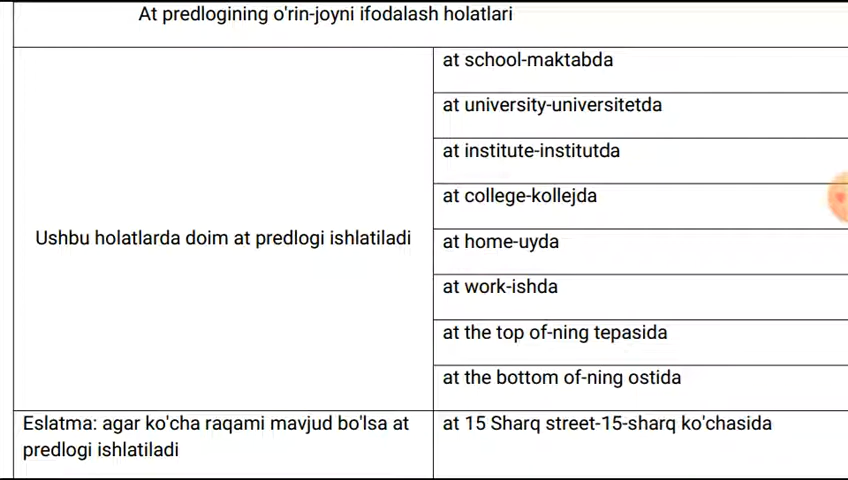 At predlogining o'rin-joyni ifodalash holatlari
Ushbu holatlarda doim at predlogi ishlatiladi
at school-maktabda
at university-universitetda
at institute-institutda
at college-kollejda
at home-uyda
at work-ishda
at the top of-ning tepasida
at the bottom of-ning ostida
Eslatma: agar ko'cha raqami mavjud bo'lsa at
predlogi ishlatiladi
at 15 Sharq street-15-sharq ko'chasida